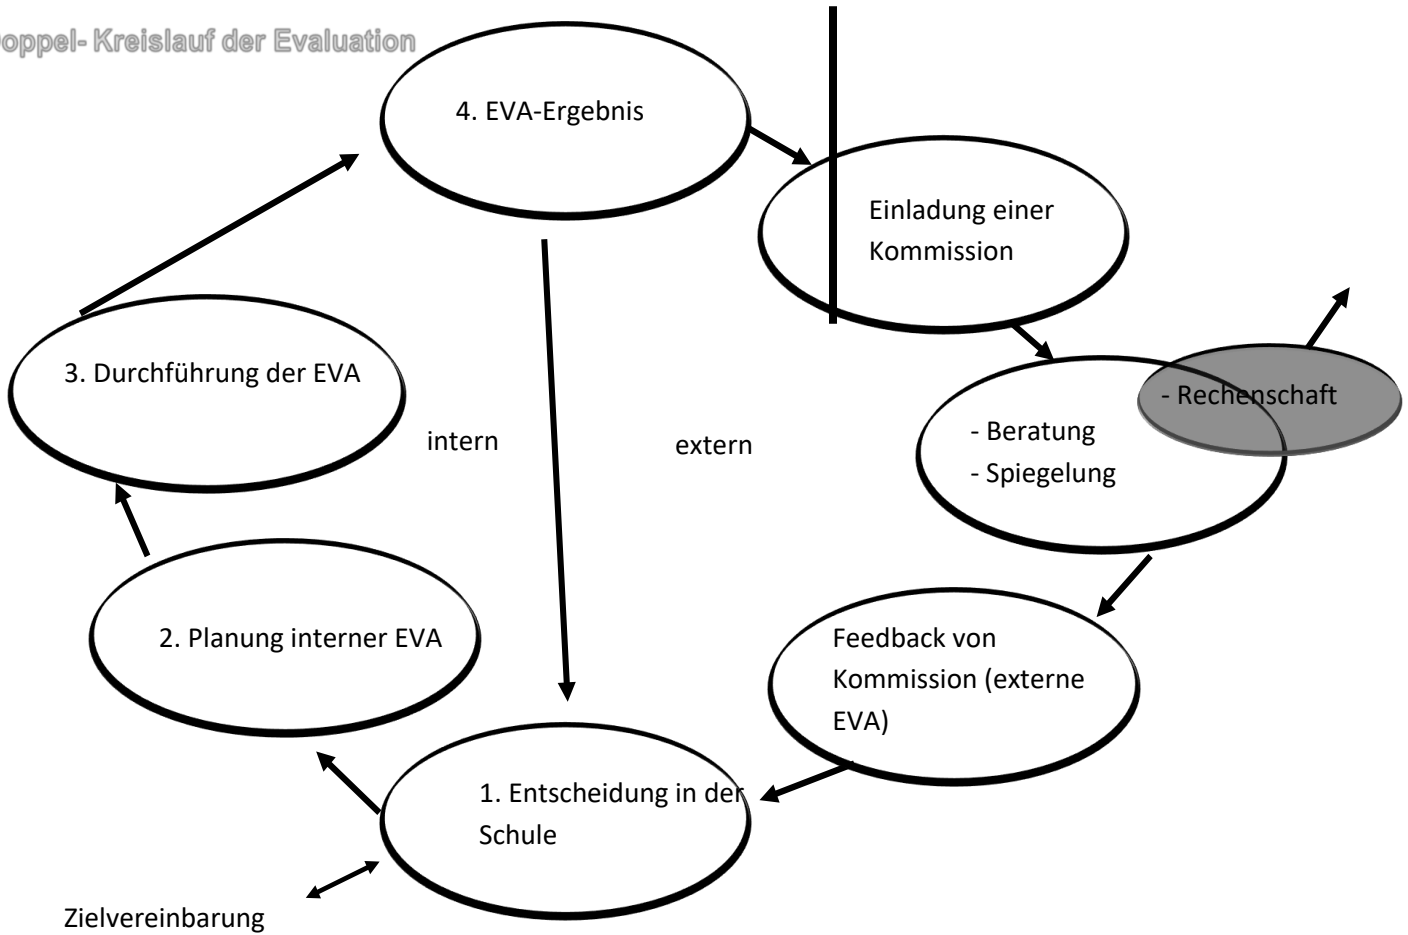 oppel- Kreislauf der Evaluation
4. EVA-Ergebnis
Einladung einer
Kommission
3. Durchführung der EVA
- Rechenschaft
intern
extern
- Beratung
- Spiegelung
2. Planung interner EVA
Feedback von
Kommission (externe
EVA)
1. Entscheidung in der
Schule
Zielvereinbarung